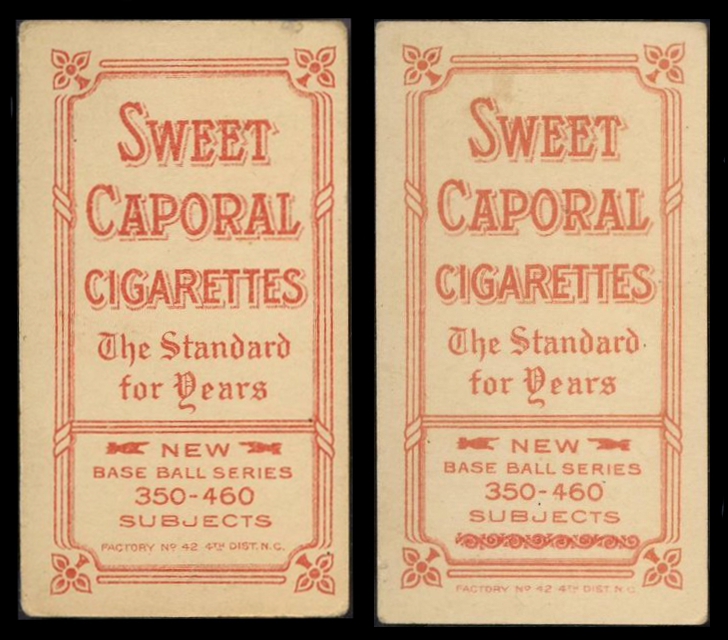 SWEET
CAPORAL
CIGARETTES
The Standard
for Years
NEW
BASE BALL SERIES
350-460
SUBJECTS
FACTORY Nº 42 4TH DIST. N.C.
SWEET
CAPORAL
CIGARETTES
The Standard
for Years
NEW
BASE BALL SERIES
350-460
SUBJECTS
FACTORY Nº 42 4TH DIST. N.C.